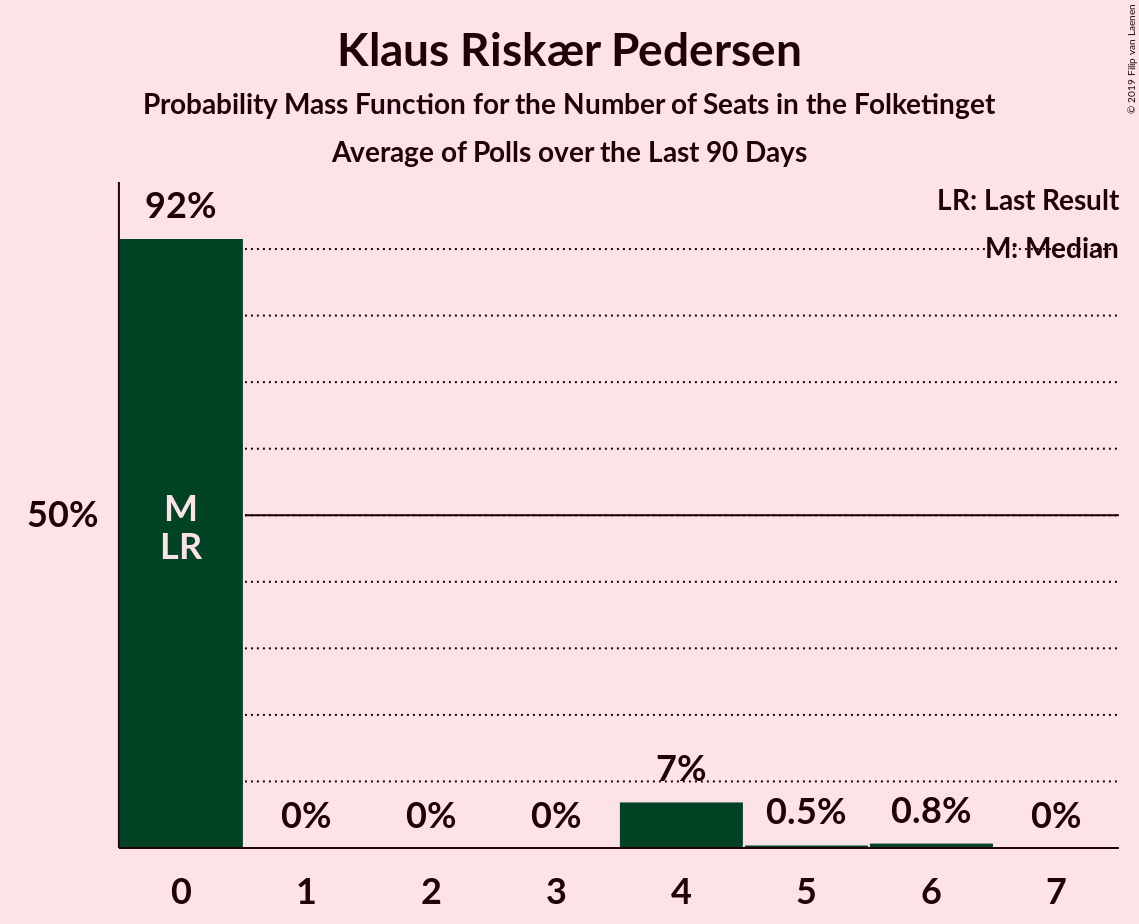 Klaus Riskær Pedersen
Probability Mass Function for the Number of Seats in the Folketinget
Average of Polls over the Last 90 Days
© 2019 Filip van Laenen
LR: Last Result
M: Median
92%
50%
M
LR
0%
0%
0%
7%
0.5%
0.8%
0%
0
1
2
3
4
5
6
7